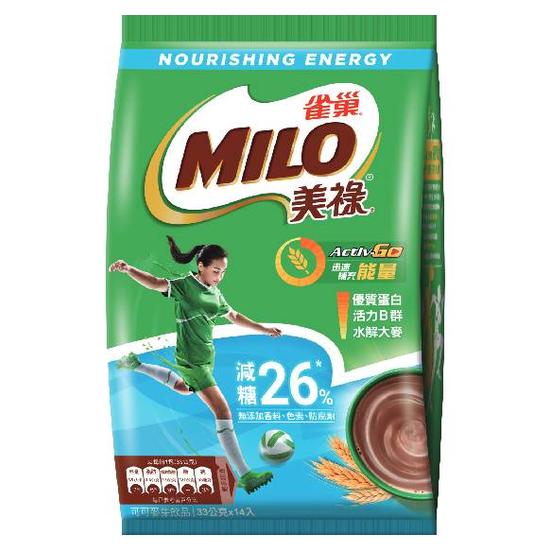 NOURISHING ENERGY
雀巢
MILO
美祿
Activ-Go
迅速
補充
能量
優質蛋白
活力B群
水解大麥
減糖26%*
無添加香料、色素、防腐劑
可可麥芽飲品 33公克x14入